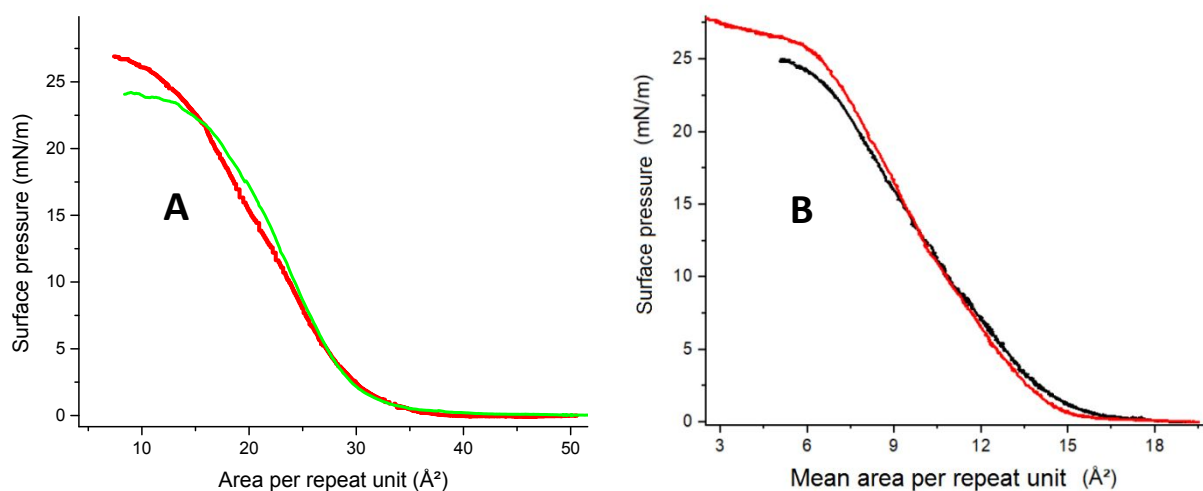 25
20
15
10
5
0
Surface pressure (mN/m)
A
10 20 30 40 50
Area per repeat unit (Å²)
25
20
15
10
5
0
Surface pressure (mN/m)
B
3 6 9 12 15 18
Mean area per repeat unit (Å²)